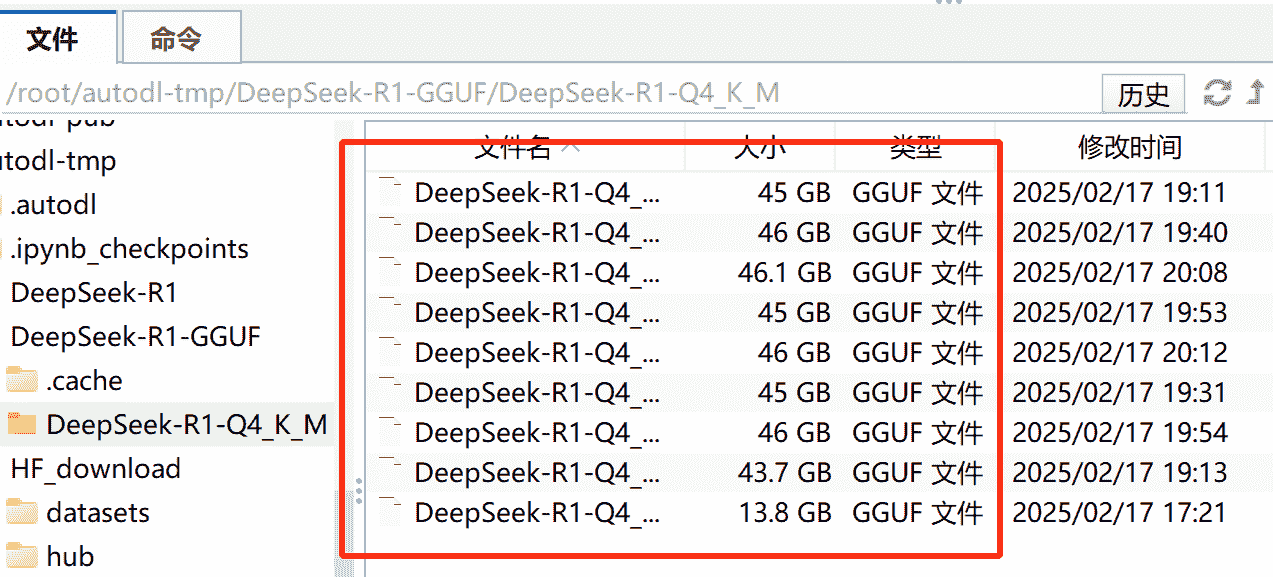 文件 命令
/root/autodl-tmp/DeepSeek-R1-GGUF/DeepSeek-R1-Q4_K_M 历史
autodl-tmp
.autodl
.ipynb_checkpoints
DeepSeek-R1
DeepSeek-R1-GGUF
.cache
DeepSeek-R1-Q4_K_M
HF_download
datasets
hub
文件名 大小 类型 修改时间
DeepSeek-R1-Q4_... 45 GB GGUF 文件 2025/02/17 19:11
DeepSeek-R1-Q4_... 46 GB GGUF 文件 2025/02/17 19:40
DeepSeek-R1-Q4_... 46.1 GB GGUF 文件 2025/02/17 20:08
DeepSeek-R1-Q4_... 45 GB GGUF 文件 2025/02/17 19:53
DeepSeek-R1-Q4_... 46 GB GGUF 文件 2025/02/17 20:12
DeepSeek-R1-Q4_... 45 GB GGUF 文件 2025/02/17 19:31
DeepSeek-R1-Q4_... 46 GB GGUF 文件 2025/02/17 19:54
DeepSeek-R1-Q4_... 43.7 GB GGUF 文件 2025/02/17 19:13
DeepSeek-R1-Q4_... 13.8 GB GGUF 文件 2025/02/17 17:21